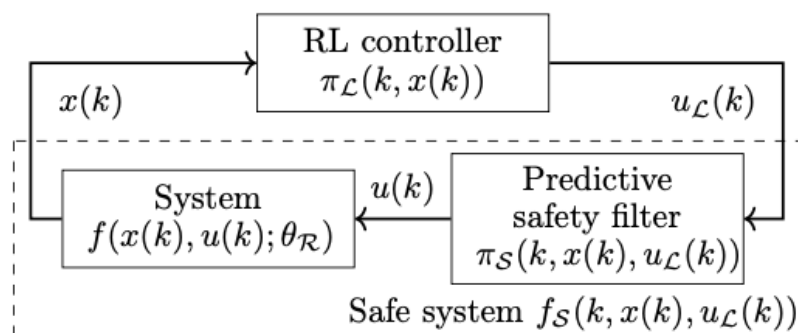 RL controller
π_ℒ(k, x(k))
x(k)
u_ℒ(k)
System
f(x(k), u(k); θ_ℛ)
u(k)
Predictive
safety filter
π_𝒮(k, x(k), u_ℒ(k))
Safe system f_𝒮(k, x(k), u_ℒ(k))